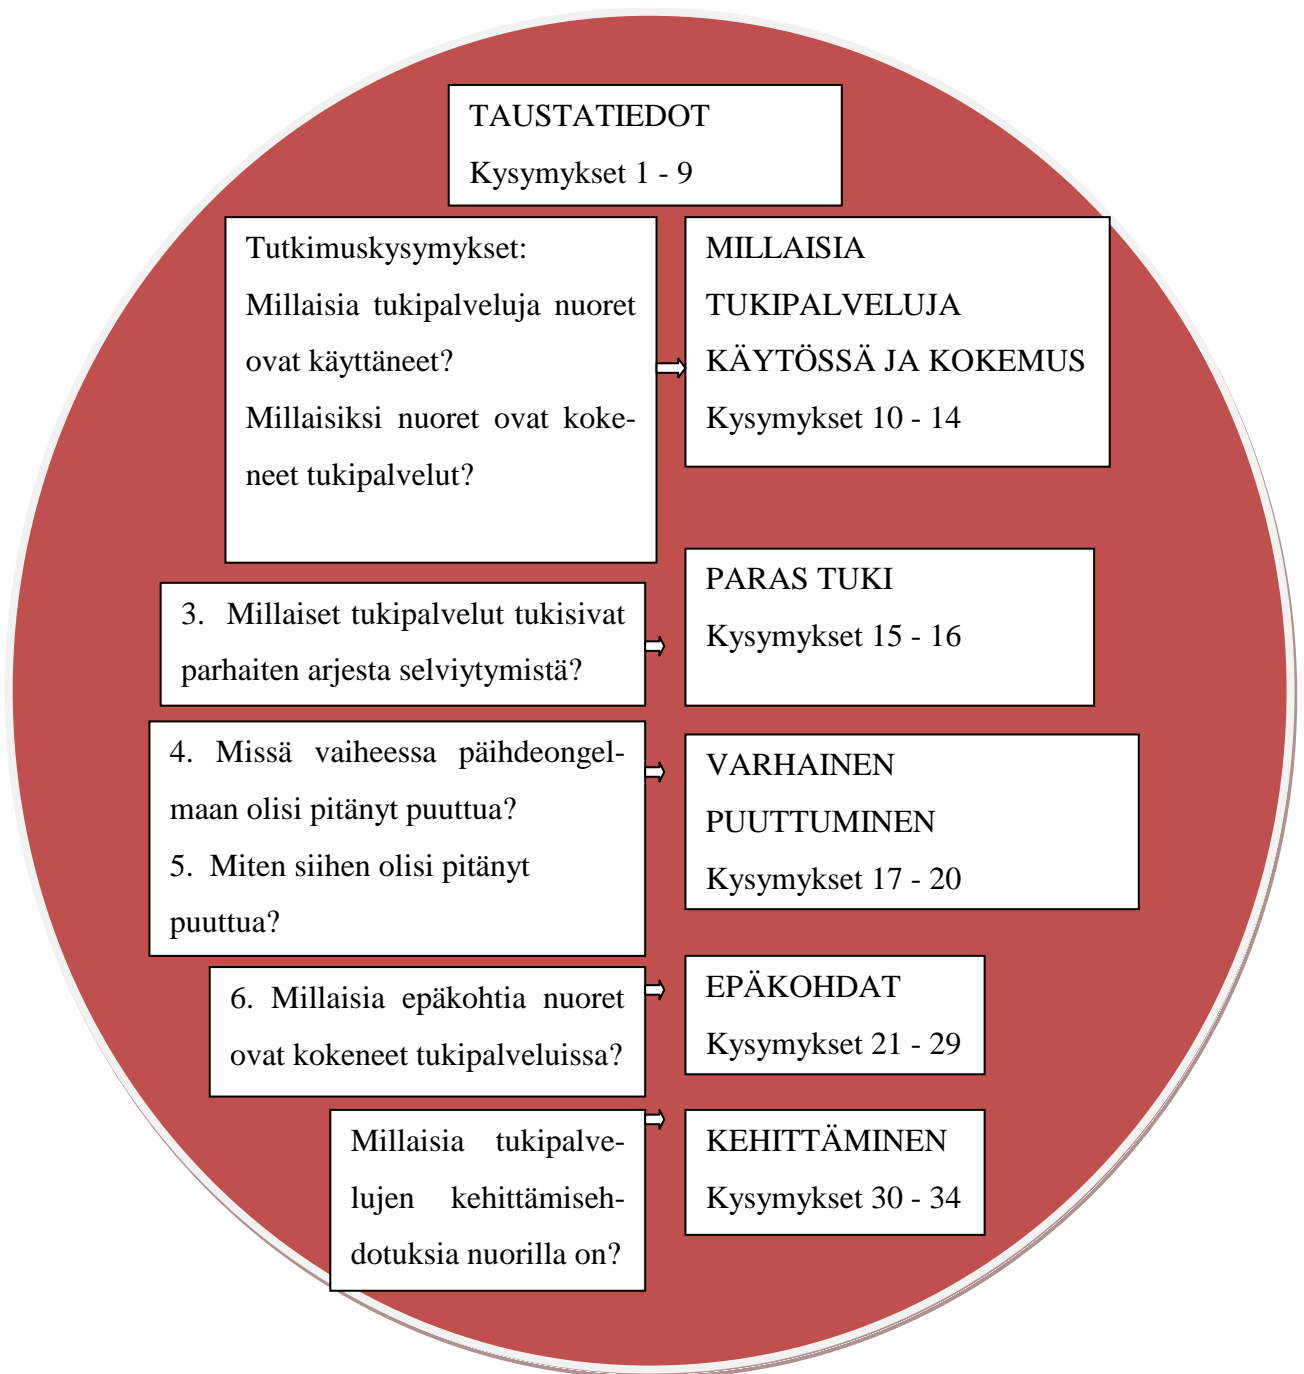 TAUSTATIEDOT
Kysymykset 1 - 9
Tutkimuskysymykset:
Millaisia tukipalveluja nuoret
ovat käyttäneet?
Millaisiksi nuoret ovat koke-
neet tukipalvelut?
MILLAISIA
TUKIPALVELUJA
KÄYTÖSSÄ JA KOKEMUS
Kysymykset 10 - 14
3. Millaiset tukipalvelut tukisivat
parhaiten arjesta selviytymistä?
PARAS TUKI
Kysymykset 15 - 16
4. Missä vaiheessa päihdeongel-
maan olisi pitänyt puuttua?
5. Miten siihen olisi pitänyt
puuttua?
VARHAINEN
PUUTTUMINEN
Kysymykset 17 - 20
6. Millaisia epäkohtia nuoret
ovat kokeneet tukipalveluissa?
EPÄKOHDAT
Kysymykset 21 - 29
Millaisia tukipalve-
lujen kehittämiseh-
dotuksia nuorilla on?
KEHITTÄMINEN
Kysymykset 30 - 34